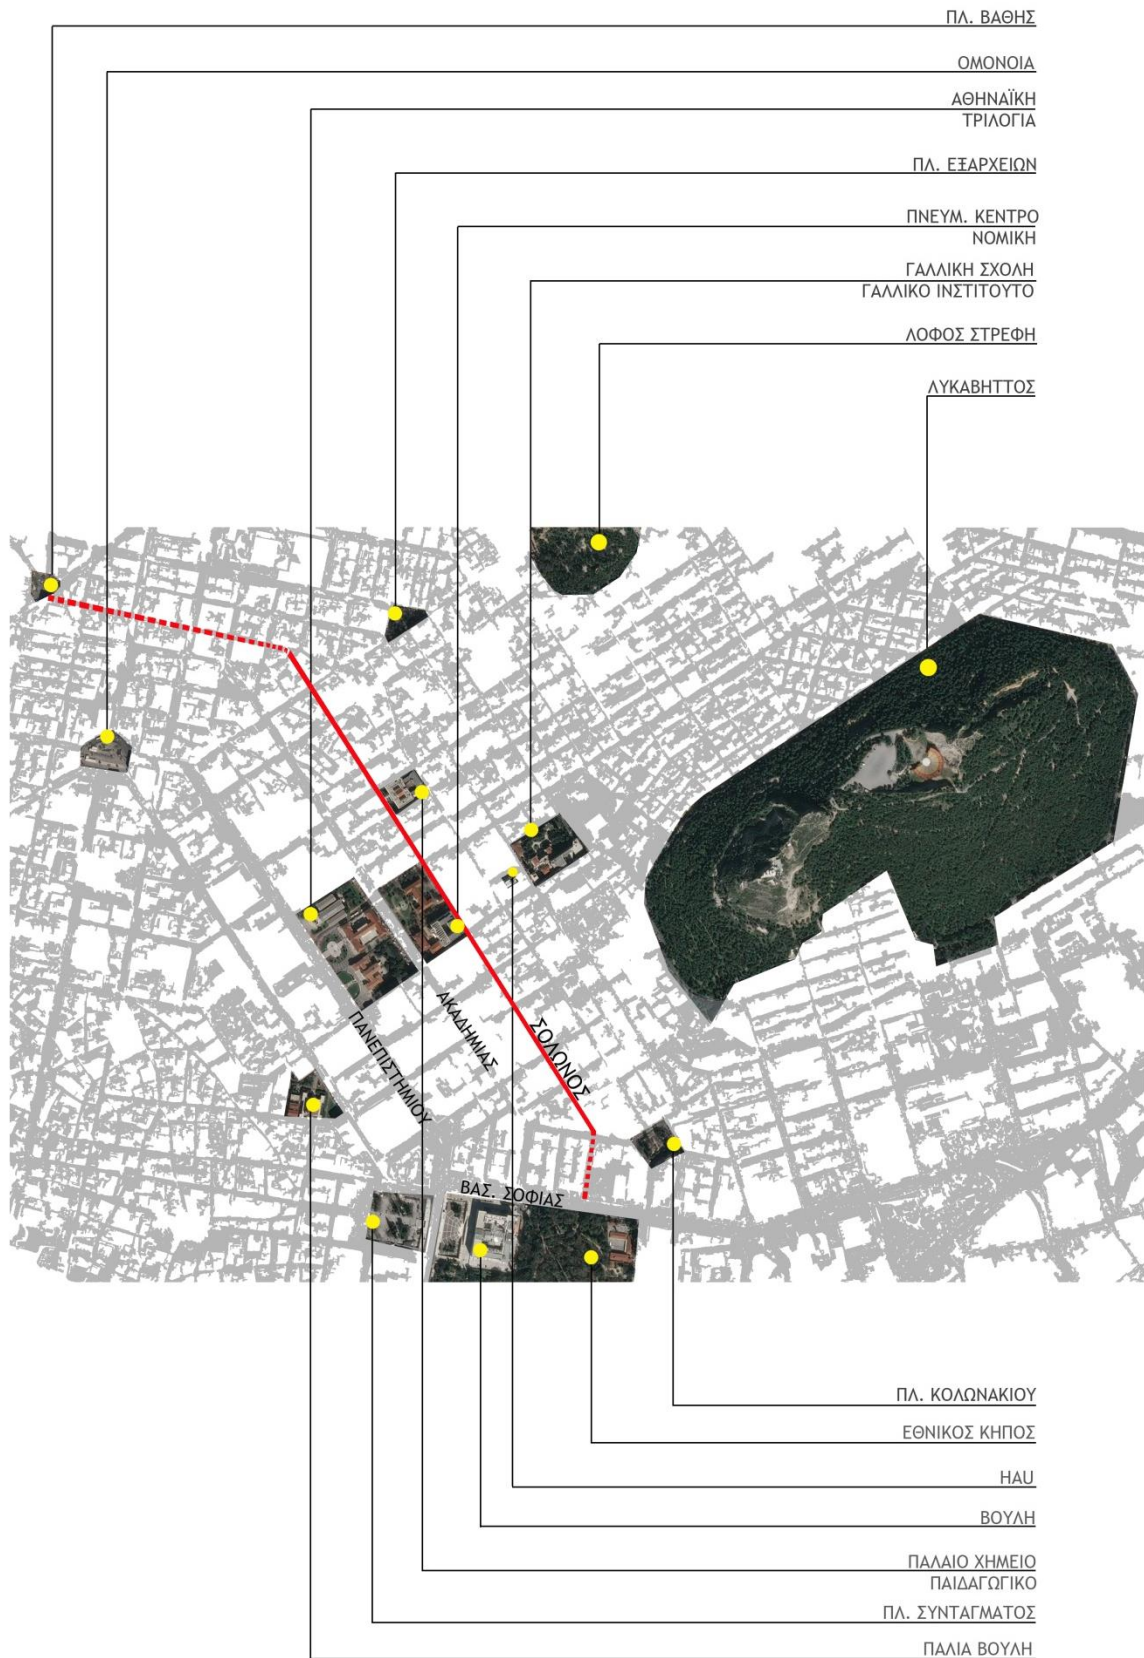 ΠΛ. ΒΑΘΗΣ
ΟΜΟΝΟΙΑ
ΑΘΗΝΑΪΚΗ
ΤΡΙΛΟΓΙΑ
ΠΛ. ΕΞΑΡΧΕΙΩΝ
ΠΝΕΥΜ. ΚΕΝΤΡΟ
ΝΟΜΙΚΗ
ΓΑΛΛΙΚΗ ΣΧΟΛΗ
ΓΑΛΛΙΚΟ ΙΝΣΤΙΤΟΥΤΟ
ΛΟΦΟΣ ΣΤΡΕΦΗ
ΛΥΚΑΒΗΤΤΟΣ
ΠΑΝΕΠΙΣΤΗΜΙΟΥ
ΑΚΑΔΗΜΙΑΣ
ΣΟΛΩΝΟΣ
ΒΑΣ. ΣΟΦΙΑΣ
ΠΛ. ΚΟΛΩΝΑΚΙΟΥ
ΕΘΝΙΚΟΣ ΚΗΠΟΣ
HAU
ΒΟΥΛΗ
ΠΑΛΑΙΟ ΧΗΜΕΙΟ
ΠΑΙΔΑΓΩΓΙΚΟ
ΠΛ. ΣΥΝΤΑΓΜΑΤΟΣ
ΠΑΛΙΑ ΒΟΥΛΗ